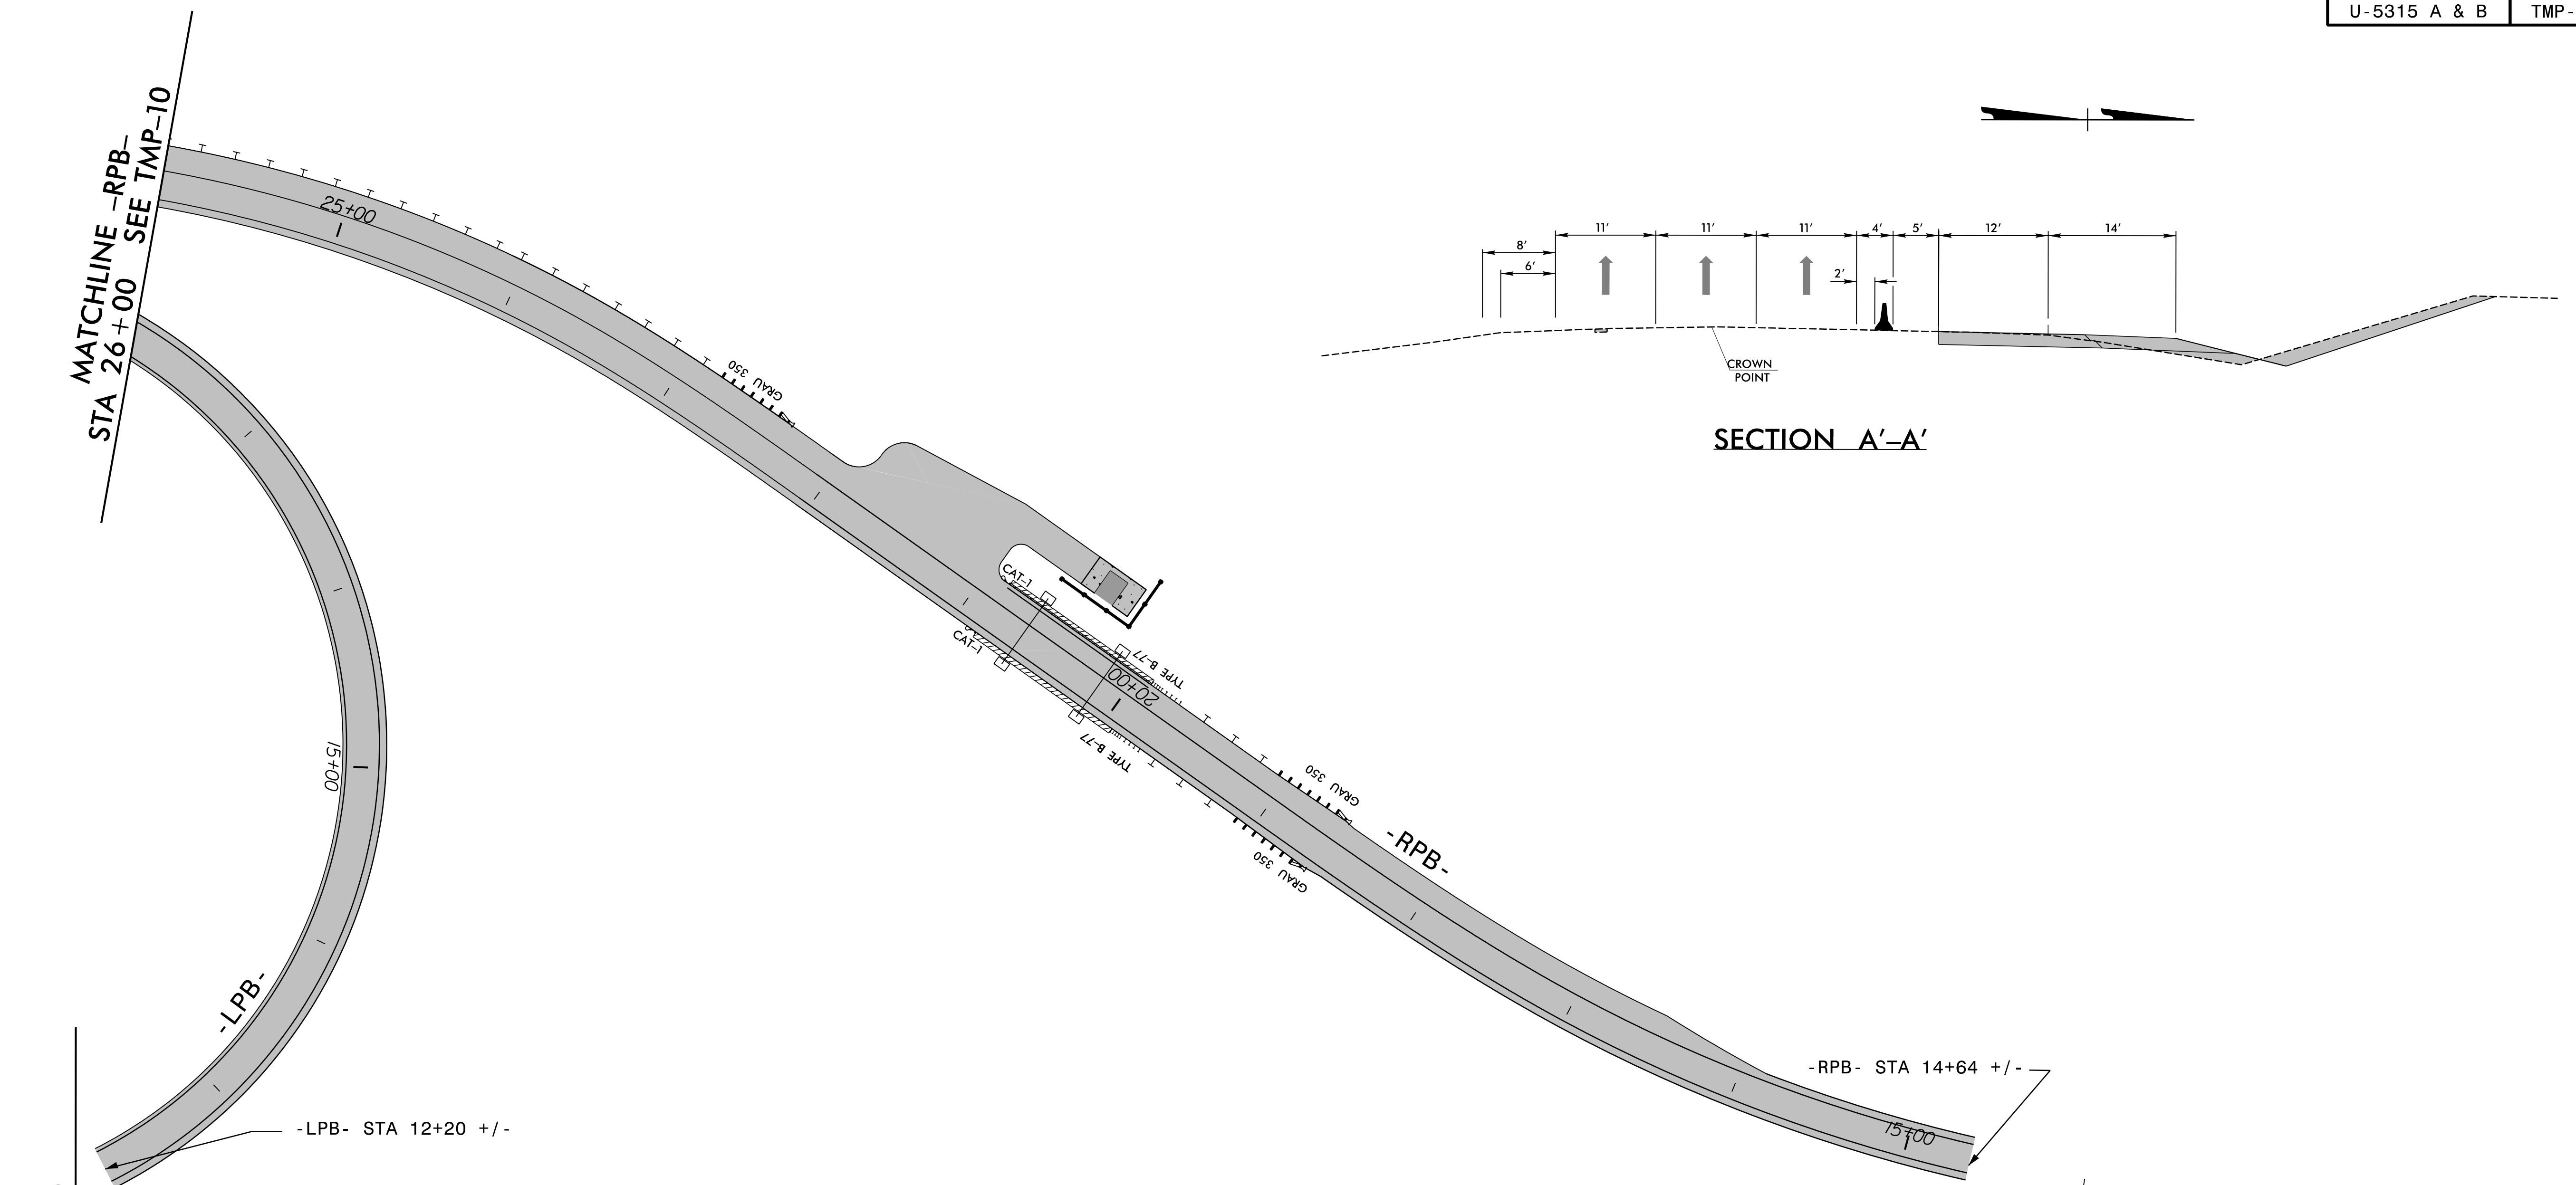 U-5315 A & B
TMP-
MATCHLINE –RPB–
STA 26+00 SEE TMP–10
25+00
GRAU 350
CAT–1
CAT–1
TYPE B–77
20+00
TYPE B–77
GRAU 350
GRAU 350
-RPB-
15+00
-LPB-
-LPB- STA 12+20 +/-
-RPB- STA 14+64 +/-
15+00
11' 11' 11' 4' 5' 12' 14'
8'
6'
2'
CROWN
POINT
SECTION A'–A'